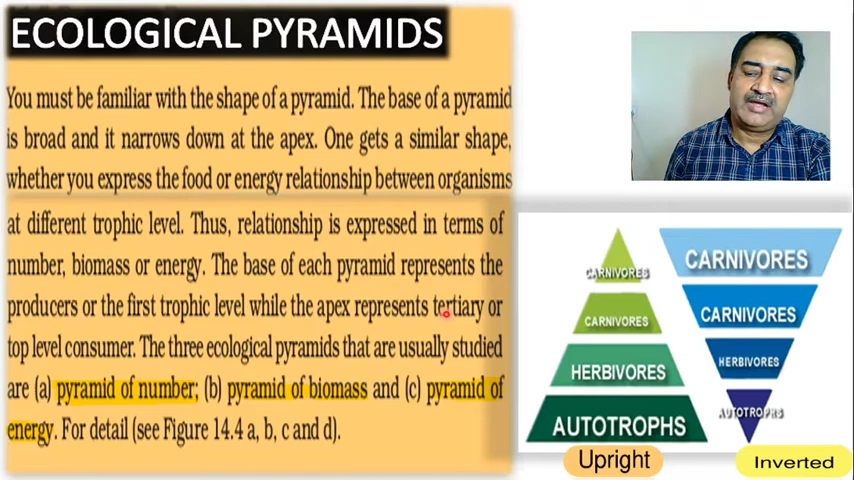 ECOLOGICAL PYRAMIDS
You must be familiar with the shape of a pyramid. The base of a pyramid
is broad and it narrows down at the apex. One gets a similar shape,
whether you express the food or energy relationship between organisms
at different trophic level. Thus, relationship is expressed in terms of
number, biomass or energy. The base of each pyramid represents the
producers or the first trophic level while the apex represents tertiary or
top level consumer. The three ecological pyramids that are usually studied
are (a) pyramid of number; (b) pyramid of biomass and (c) pyramid of
energy. For detail (see Figure 14.4 a, b, c and d).
CARNIVORES
CARNIVORES
HERBIVORES
AUTOTROPHS
Upright
CARNIVORES
CARNIVORES
HERBIVORES
AUTOTROPHS
Inverted